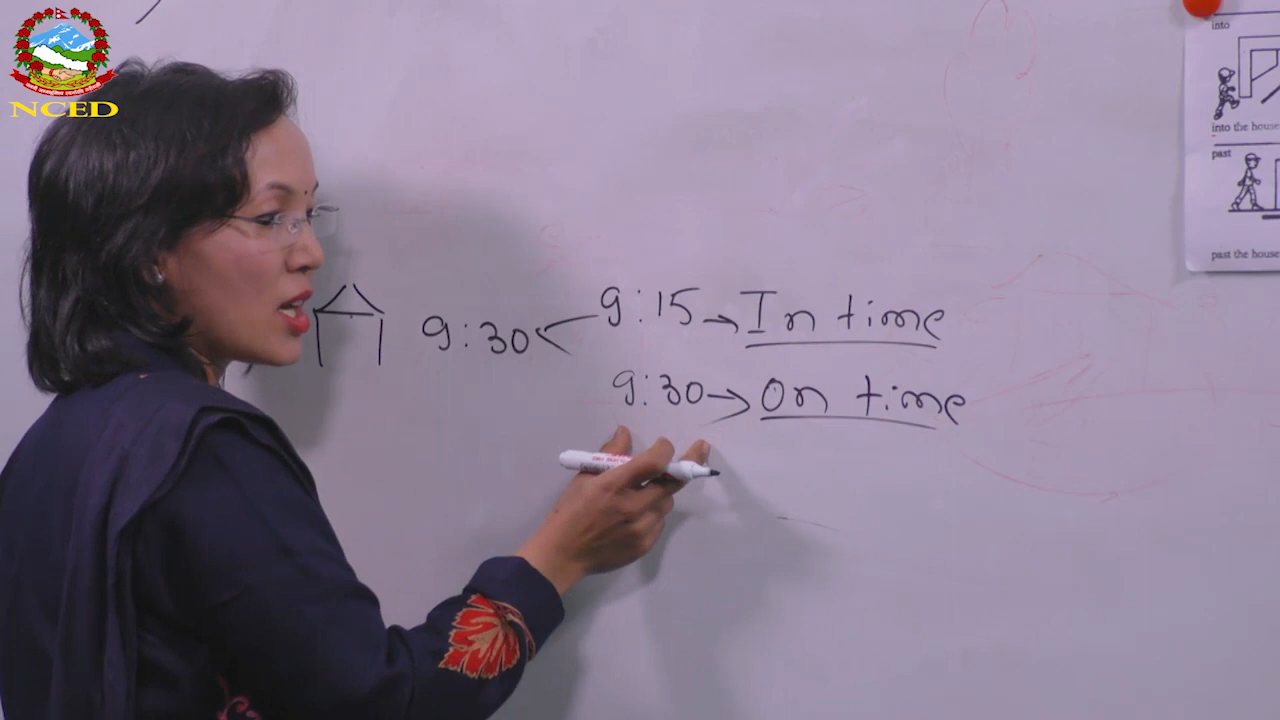 NCED
9:30
9:15 → In time
9:30 → On time
into
into the house
past
past the house